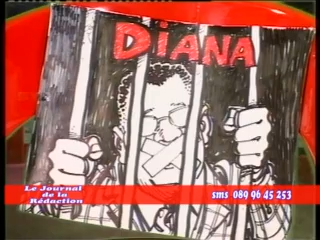 DiANA
Le Journal
de la
Rédaction
sms 089 96 45 253